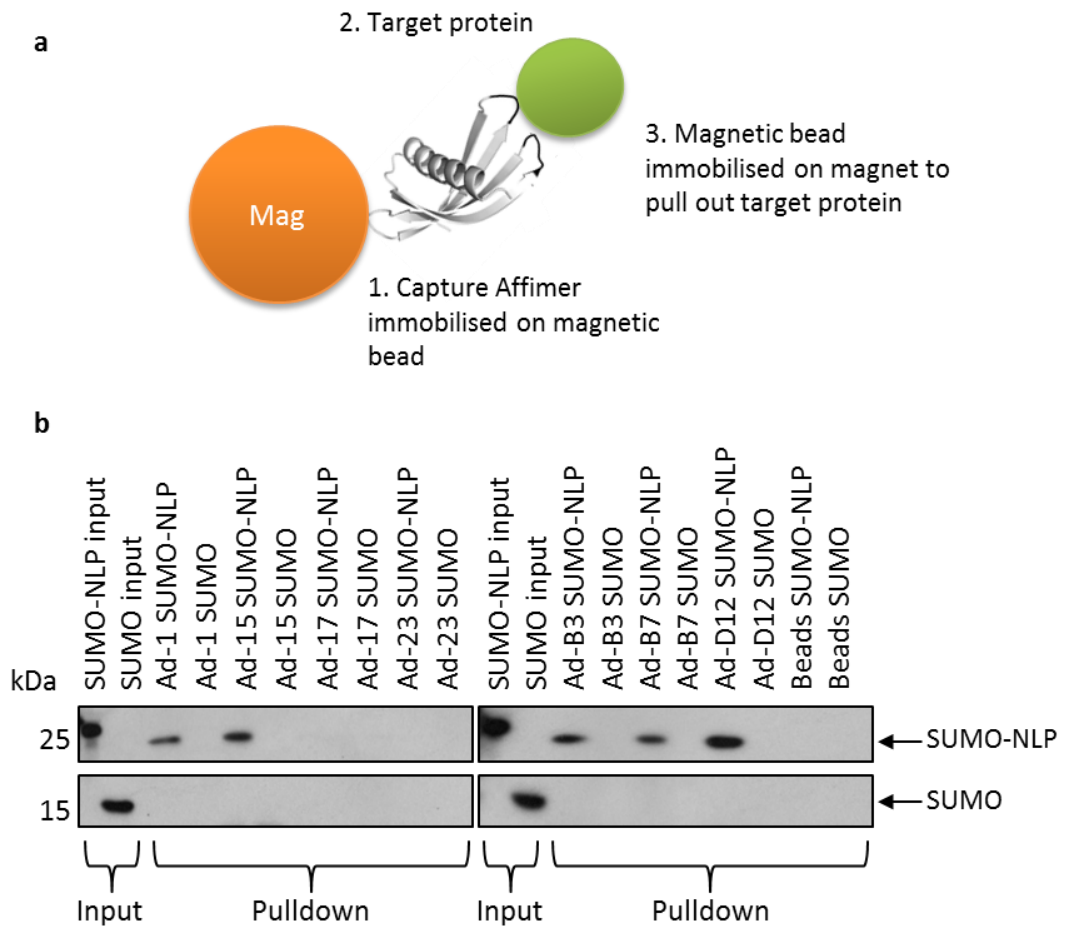 a
2. Target protein
Mag
3. Magnetic bead
immobilised on magnet to
pull out target protein
1. Capture Affimer
immobilised on magnetic
bead
b
SUMO-NLP input
SUMO input
Ad-1 SUMO-NLP
Ad-1 SUMO
Ad-15 SUMO-NLP
Ad-15 SUMO
Ad-17 SUMO-NLP
Ad-17 SUMO
Ad-23 SUMO-NLP
Ad-23 SUMO
SUMO-NLP input
SUMO input
Ad-B3 SUMO-NLP
Ad-B3 SUMO
Ad-B7 SUMO-NLP
Ad-B7 SUMO
Ad-D12 SUMO-NLP
Ad-D12 SUMO
Beads SUMO-NLP
Beads SUMO
kDa
25
SUMO-NLP
15
SUMO
Input
Pulldown
Input
Pulldown